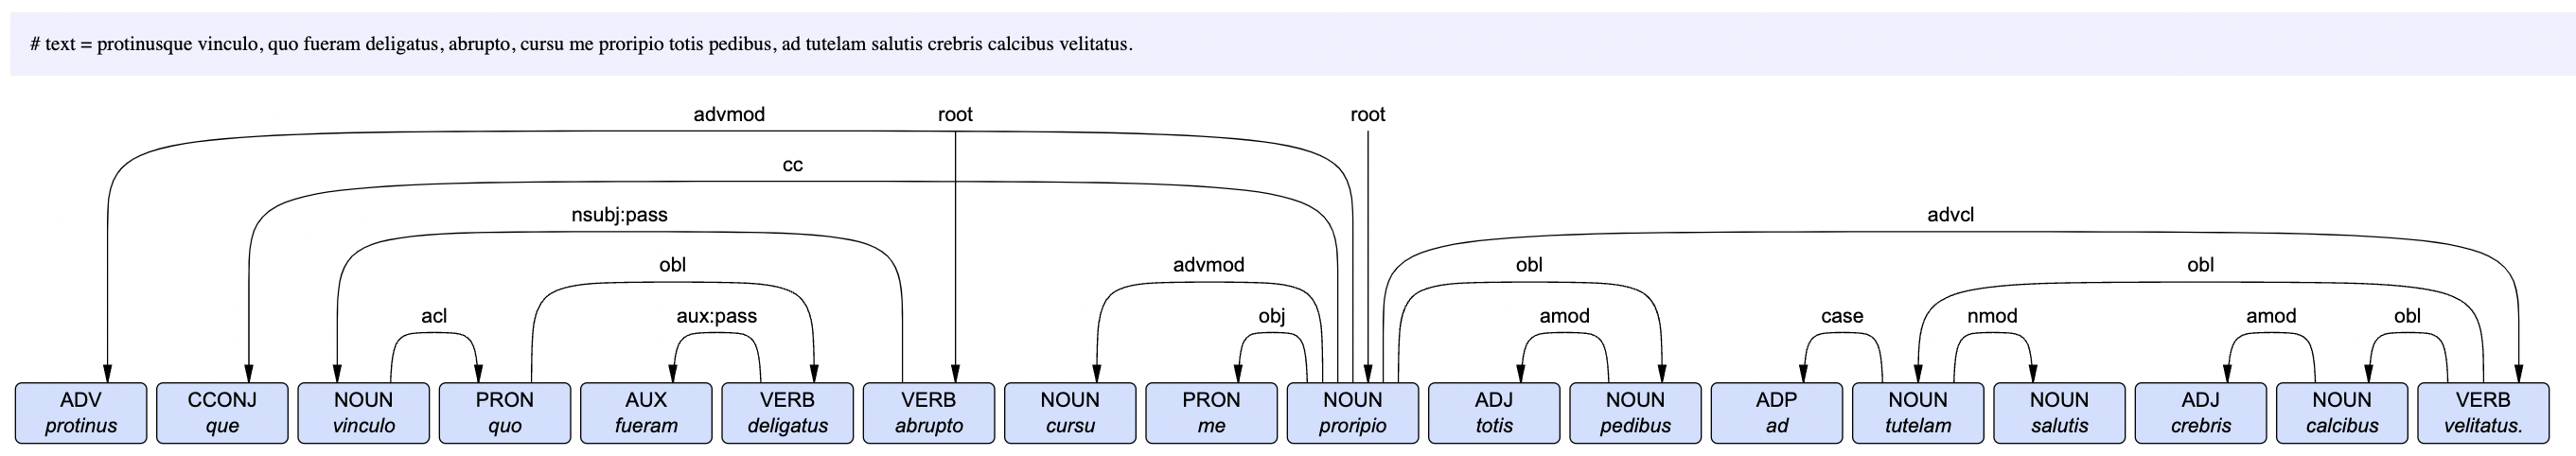 # text = protinusque vinculo, quo fueram deligatus, abrupto, cursu me proripio totis pedibus, ad tutelam salutis crebris calcibus velitatus.
advmod root root
cc
nsubj:pass advcl
obl advmod obl obl
acl aux:pass obj amod case nmod amod obl
ADV CCONJ NOUN PRON AUX VERB VERB NOUN PRON NOUN ADJ NOUN ADP NOUN NOUN ADJ NOUN VERB
protinus que vinculo quo fueram deligatus abrupto cursu me proripio totis pedibus ad tutelam salutis crebris calcibus velitatus.